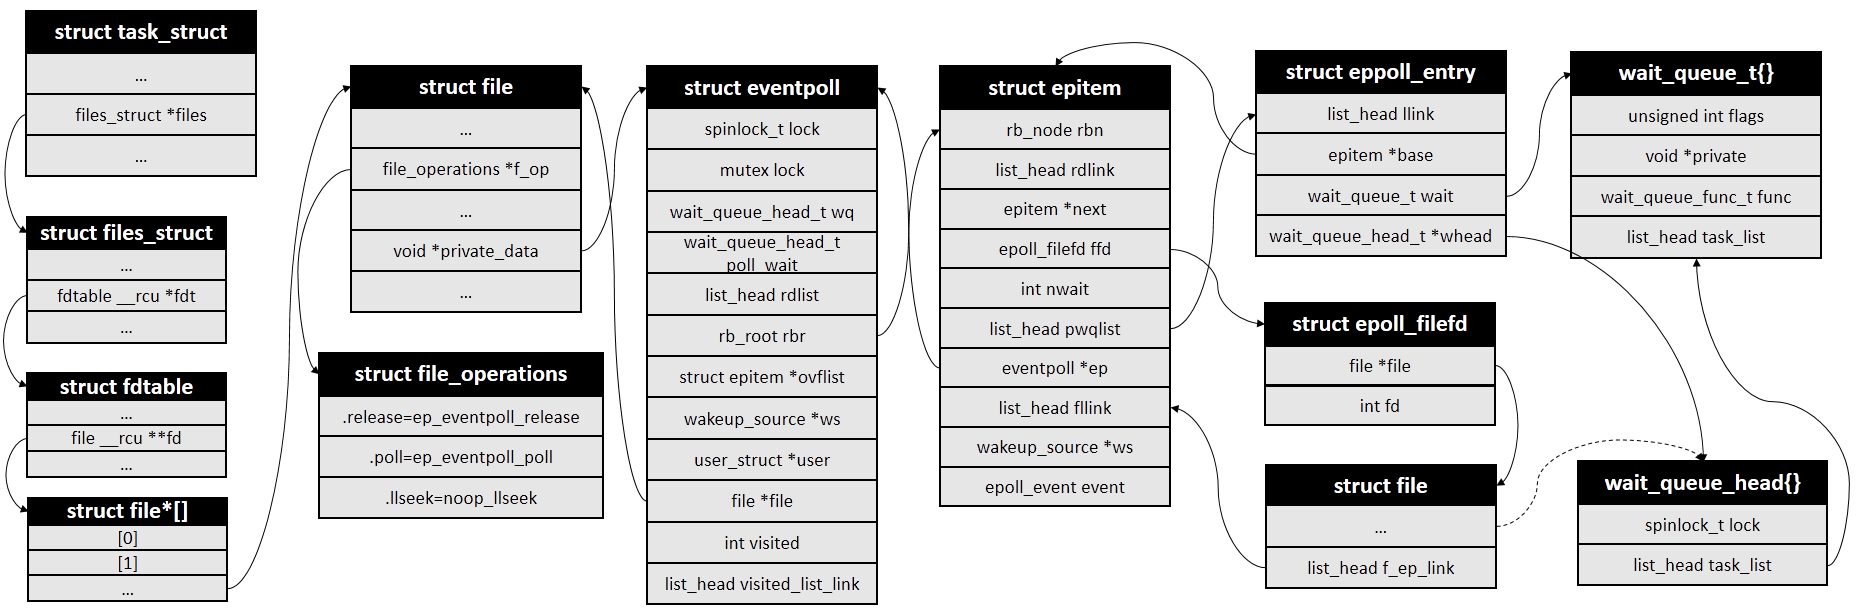 struct task_struct
...
files_struct *files
...
struct files_struct
...
fdtable __rcu *fdt
...
struct fdtable
...
file __rcu **fd
...
struct file*[]
[0]
[1]
...
struct file
...
file_operations *f_op
...
void *private_data
...
struct file_operations
.release=ep_eventpoll_release
.poll=ep_eventpoll_poll
.llseek=noop_llseek
struct eventpoll
spinlock_t lock
mutex lock
wait_queue_head_t wq
wait_queue_head_t
poll_wait
list_head rdlist
rb_root rbr
struct epitem *ovflist
wakeup_source *ws
user_struct *user
file *file
int visited
list_head visited_list_link
struct epitem
rb_node rbn
list_head rdlink
epitem *next
epoll_filefd ffd
int nwait
list_head pwqlist
eventpoll *ep
list_head fllink
wakeup_source *ws
epoll_event event
struct eppoll_entry
list_head llink
epitem *base
wait_queue_t wait
wait_queue_head_t *whead
struct epoll_filefd
file *file
int fd
struct file
...
list_head f_ep_link
wait_queue_t{}
unsigned int flags
void *private
wait_queue_func_t func
list_head task_list
wait_queue_head{}
spinlock_t lock
list_head task_list